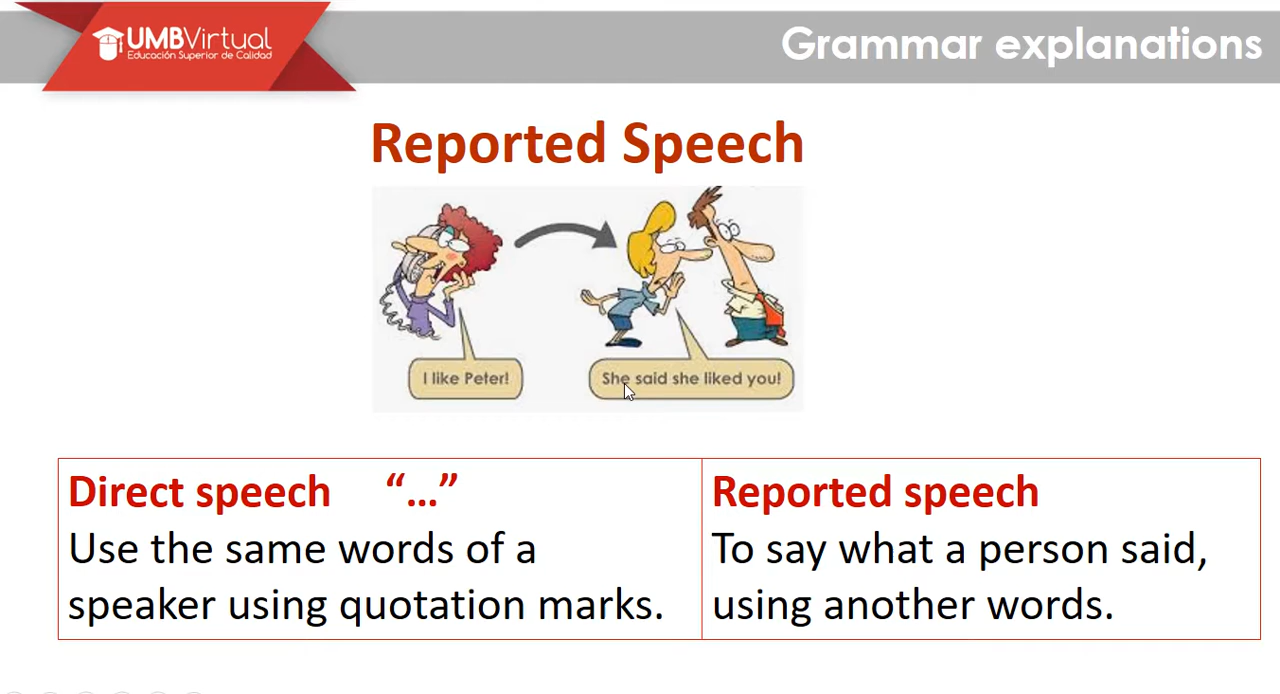 UMBVirtual
Educación Superior de Calidad
Grammar explanations
Reported Speech
I like Peter!
She said she liked you!
Direct speech “...”
Use the same words of a
speaker using quotation marks.
Reported speech
To say what a person said,
using another words.